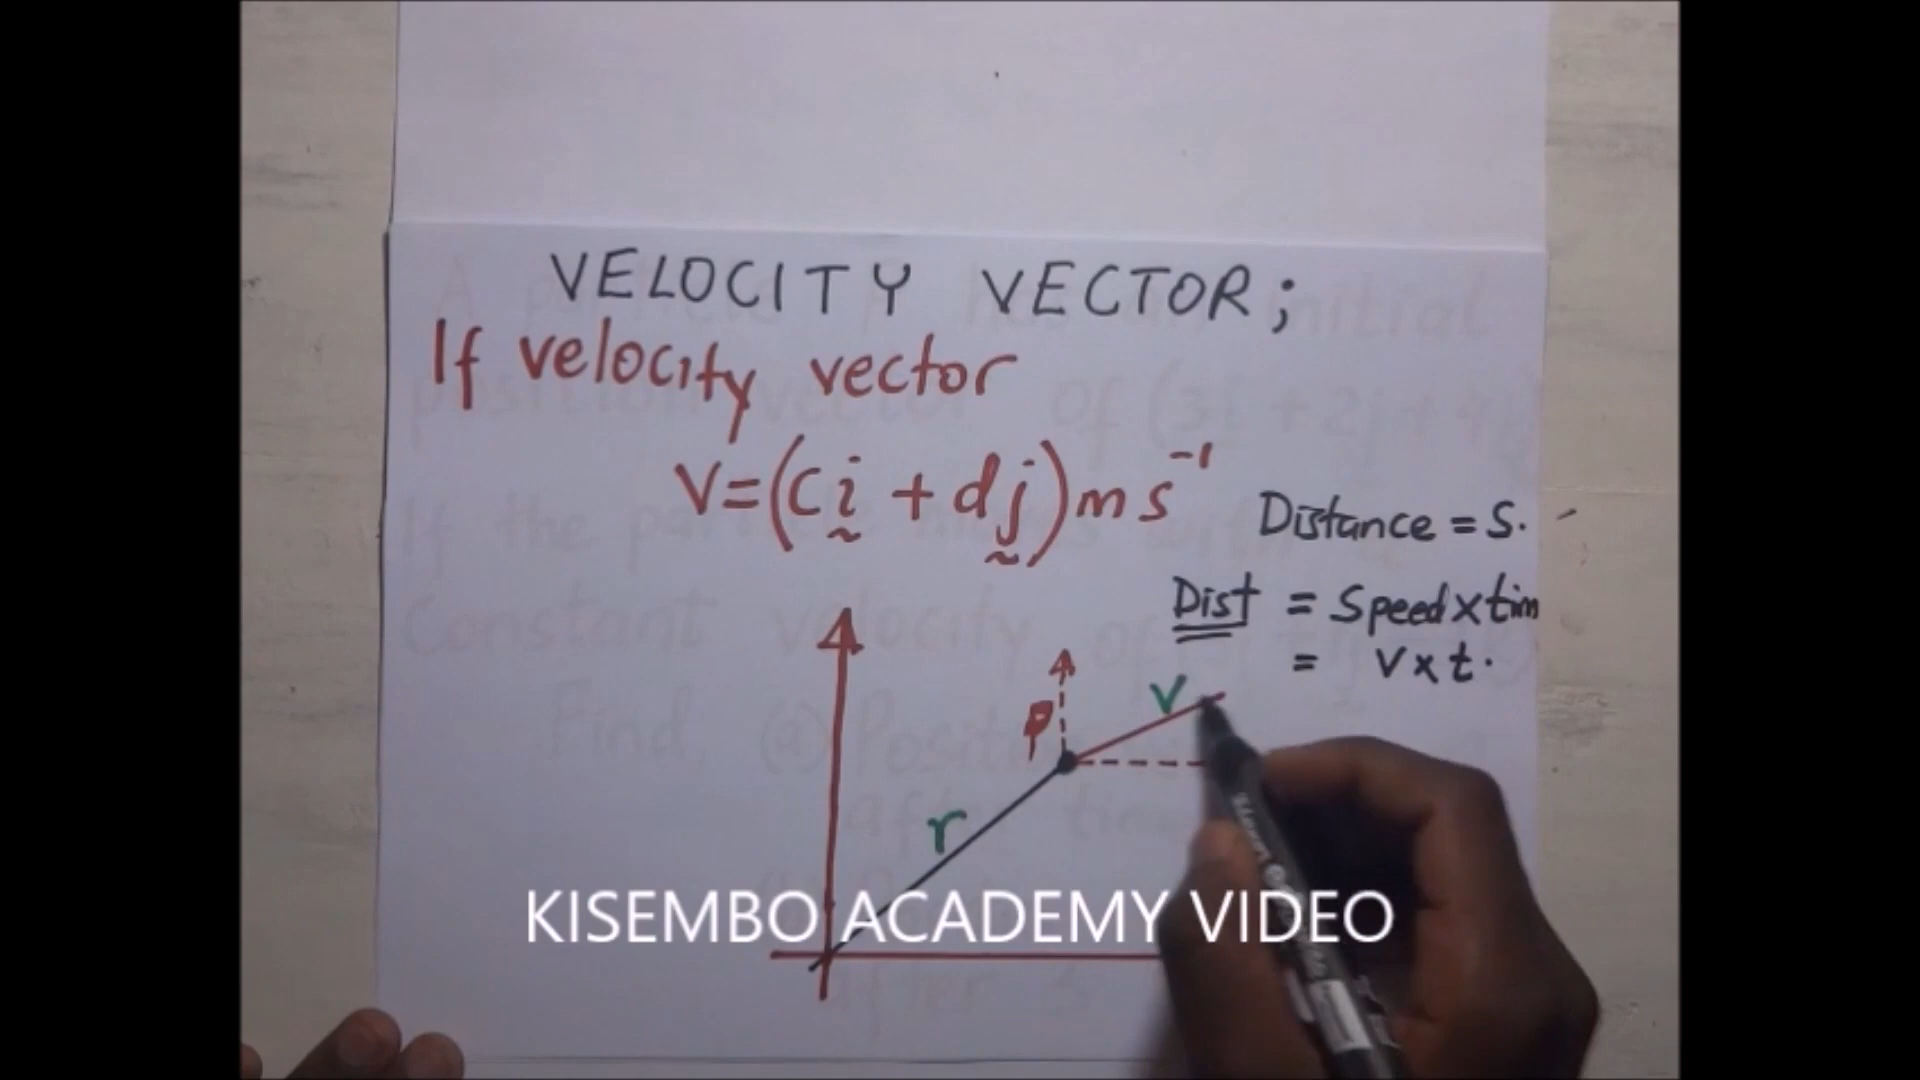 VELOCITY VECTOR;
If velocity vector
V=(ci + dj)ms⁻¹
Distance = S.
Dist = Speed x tim
= V x t.
V
P
r
KISEMBO ACADEMY VIDEO